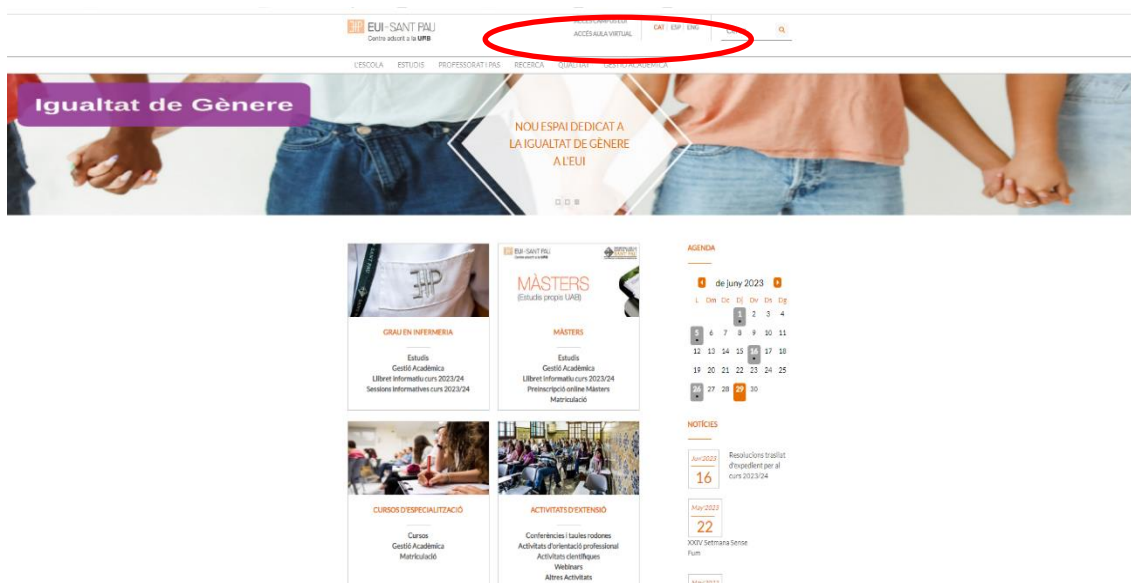 EUI-SANT PAU
Centre adscrit a la UAB
ACCÉS CAMPUS EUI
ACCÉS AULA VIRTUAL
CAT | ESP | ENG
L'ESCOLA ESTUDIS PROFESSORAT I PAS RECERCA QUALITAT GESTIÓ ACADÈMICA
Igualtat de Gènere
NOU ESPAI DEDICAT A
LA IGUALTAT DE GÈNERE
A L'EUI
EUI-SANT PAU
MÀSTERS
(Estudis propis UAB)
GRAU EN INFERMERIA
Estudis
Gestió Acadèmica
Llibret informatiu curs 2023/24
Sessions informatives curs 2023/24
MÀSTERS
Estudis
Gestió Acadèmica
Llibret informatiu curs 2023/24
Preinscripció online Màsters
Matriculació
CURSOS D'ESPECIALITZACIÓ
Cursos
Gestió Acadèmica
Matriculació
ACTIVITATS D'EXTENSIÓ
Conferències i taules rodones
Activitats d'orientació professional
Activitats científiques
Webinars
Altres Activitats
AGENDA
de juny 2023
L Dm Dc Dj Dv Ds Dg
1 2 3 4
5 6 7 8 9 10 11
12 13 14 15 16 17 18
19 20 21 22 23 24 25
26 27 28 29 30
NOTÍCIES
Jun'2023
16
Resolucions trasllat
d'expedient per al
curs 2023/24
May'2023
22
XXIV Setmana Sense
Fum
May'2023